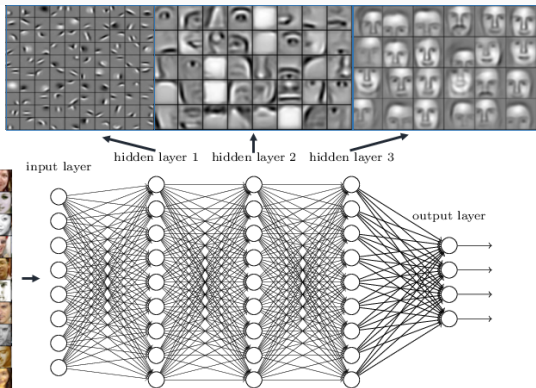 hidden layer 1 hidden layer 2 hidden layer 3
input layer
output layer